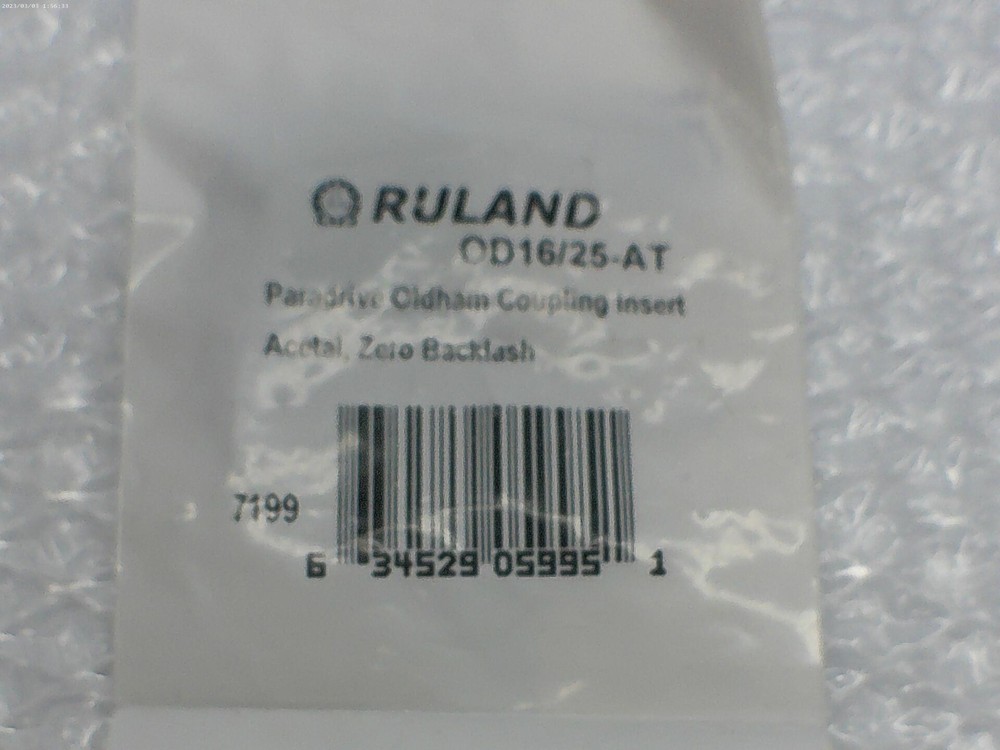 RULAND
OD16/25-AT
Paradrive Oldham Coupling Insert
Acetal, Zero Backlash
7199
6 34529 05995 1